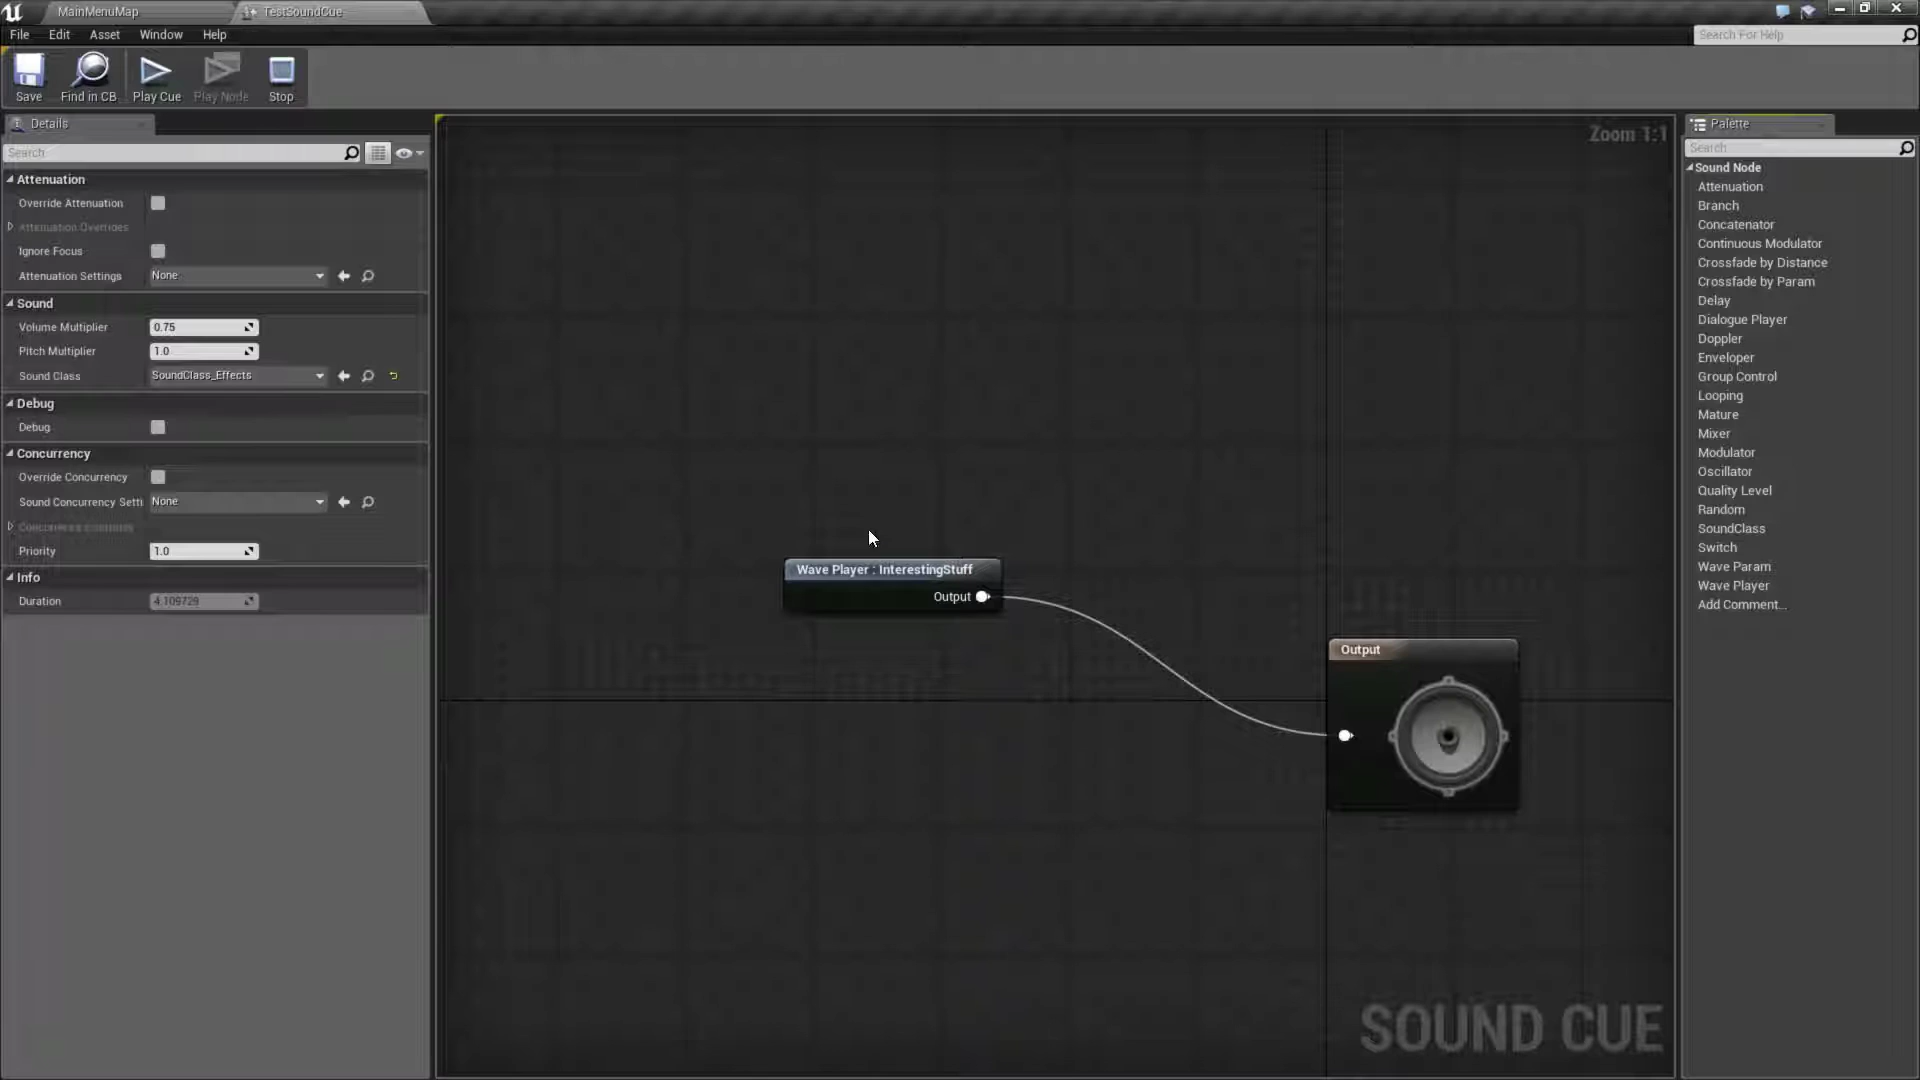 MainMenuMap
TestSoundCue
File Edit Asset Window Help
Search For Help
Save
Find in CB
Play Cue
Play Node
Stop
Details
Search
Attenuation
Override Attenuation
Attenuation Overrides
Ignore Focus
Attenuation Settings None
Sound
Volume Multiplier 0.75
Pitch Multiplier 1.0
Sound Class SoundClass_Effects
Debug
Debug
Concurrency
Override Concurrency
Sound Concurrency Setti None
Priority 1.0
Info
Duration 4.109729
Zoom 1:1
Wave Player : InterestingStuff
Output
Output
SOUND CUE
Palette
Search
Sound Node
Attenuation
Branch
Concatenator
Continuous Modulator
Crossfade by Distance
Crossfade by Param
Delay
Dialogue Player
Doppler
Enveloper
Group Control
Looping
Mature
Mixer
Modulator
Oscillator
Quality Level
Random
SoundClass
Switch
Wave Param
Wave Player
Add Comment...